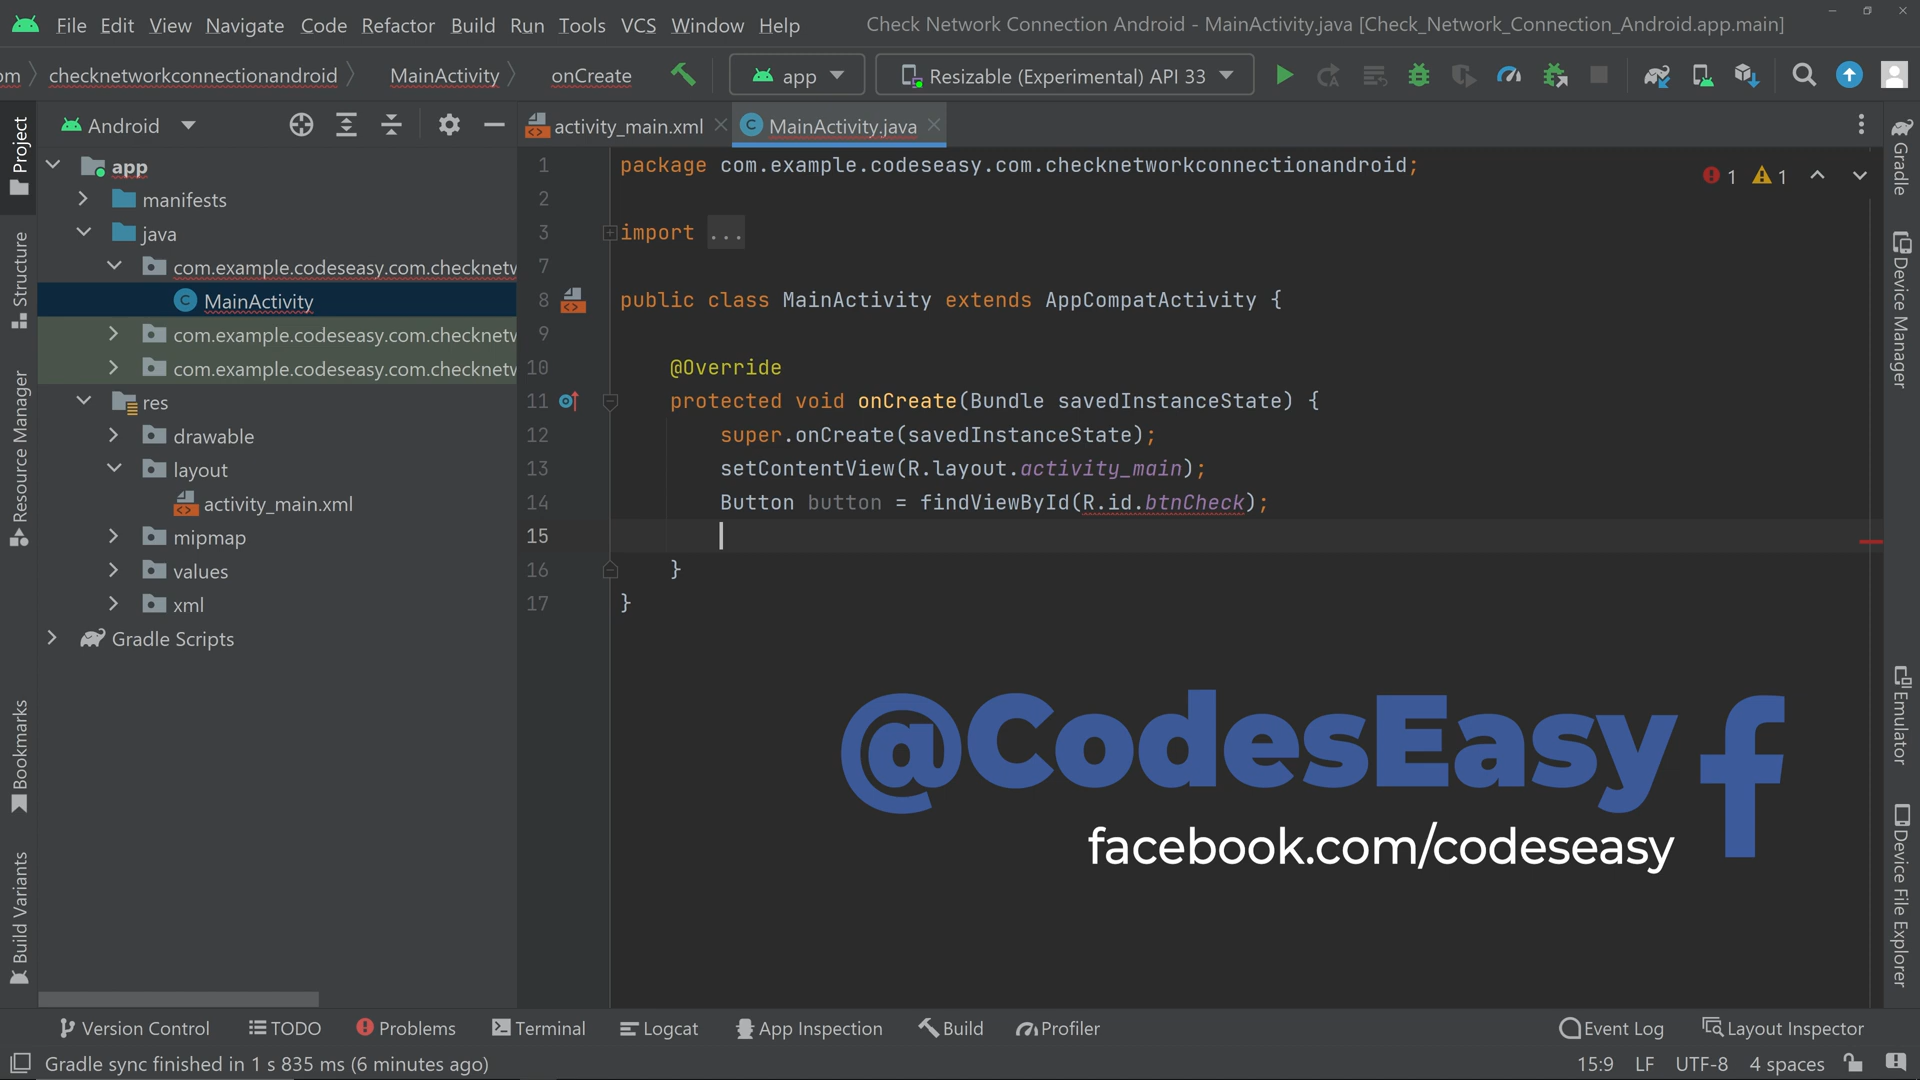 File Edit View Navigate Code Refactor Build Run Tools VCS Window Help
Check Network Connection Android - MainActivity.java [Check_Network_Connection_Android.app.main]
om checknetworkconnectionandroid MainActivity onCreate
app
Resizable (Experimental) API 33
Project
Structure
Resource Manager
Bookmarks
Build Variants
Android
app
manifests
java
com.example.codeseasy.com.checknetw
MainActivity
com.example.codeseasy.com.checknetw
com.example.codeseasy.com.checknetw
res
drawable
layout
activity_main.xml
mipmap
values
xml
Gradle Scripts
activity_main.xml
MainActivity.java
1 1
1 package com.example.codeseasy.com.checknetworkconnectionandroid;
2
3 import ...
7
8 public class MainActivity extends AppCompatActivity {
9
10 @Override
11 protected void onCreate(Bundle savedInstanceState) {
12 super.onCreate(savedInstanceState);
13 setContentView(R.layout.activity_main);
14 Button button = findViewById(R.id.btnCheck);
15
16 }
17 }
@CodesEasy f
facebook.com/codeseasy
Gradle
Device Manager
Emulator
Device File Explorer
Version Control TODO Problems Terminal Logcat App Inspection Build Profiler Event Log Layout Inspector
Gradle sync finished in 1 s 835 ms (6 minutes ago) 15:9 LF UTF-8 4 spaces